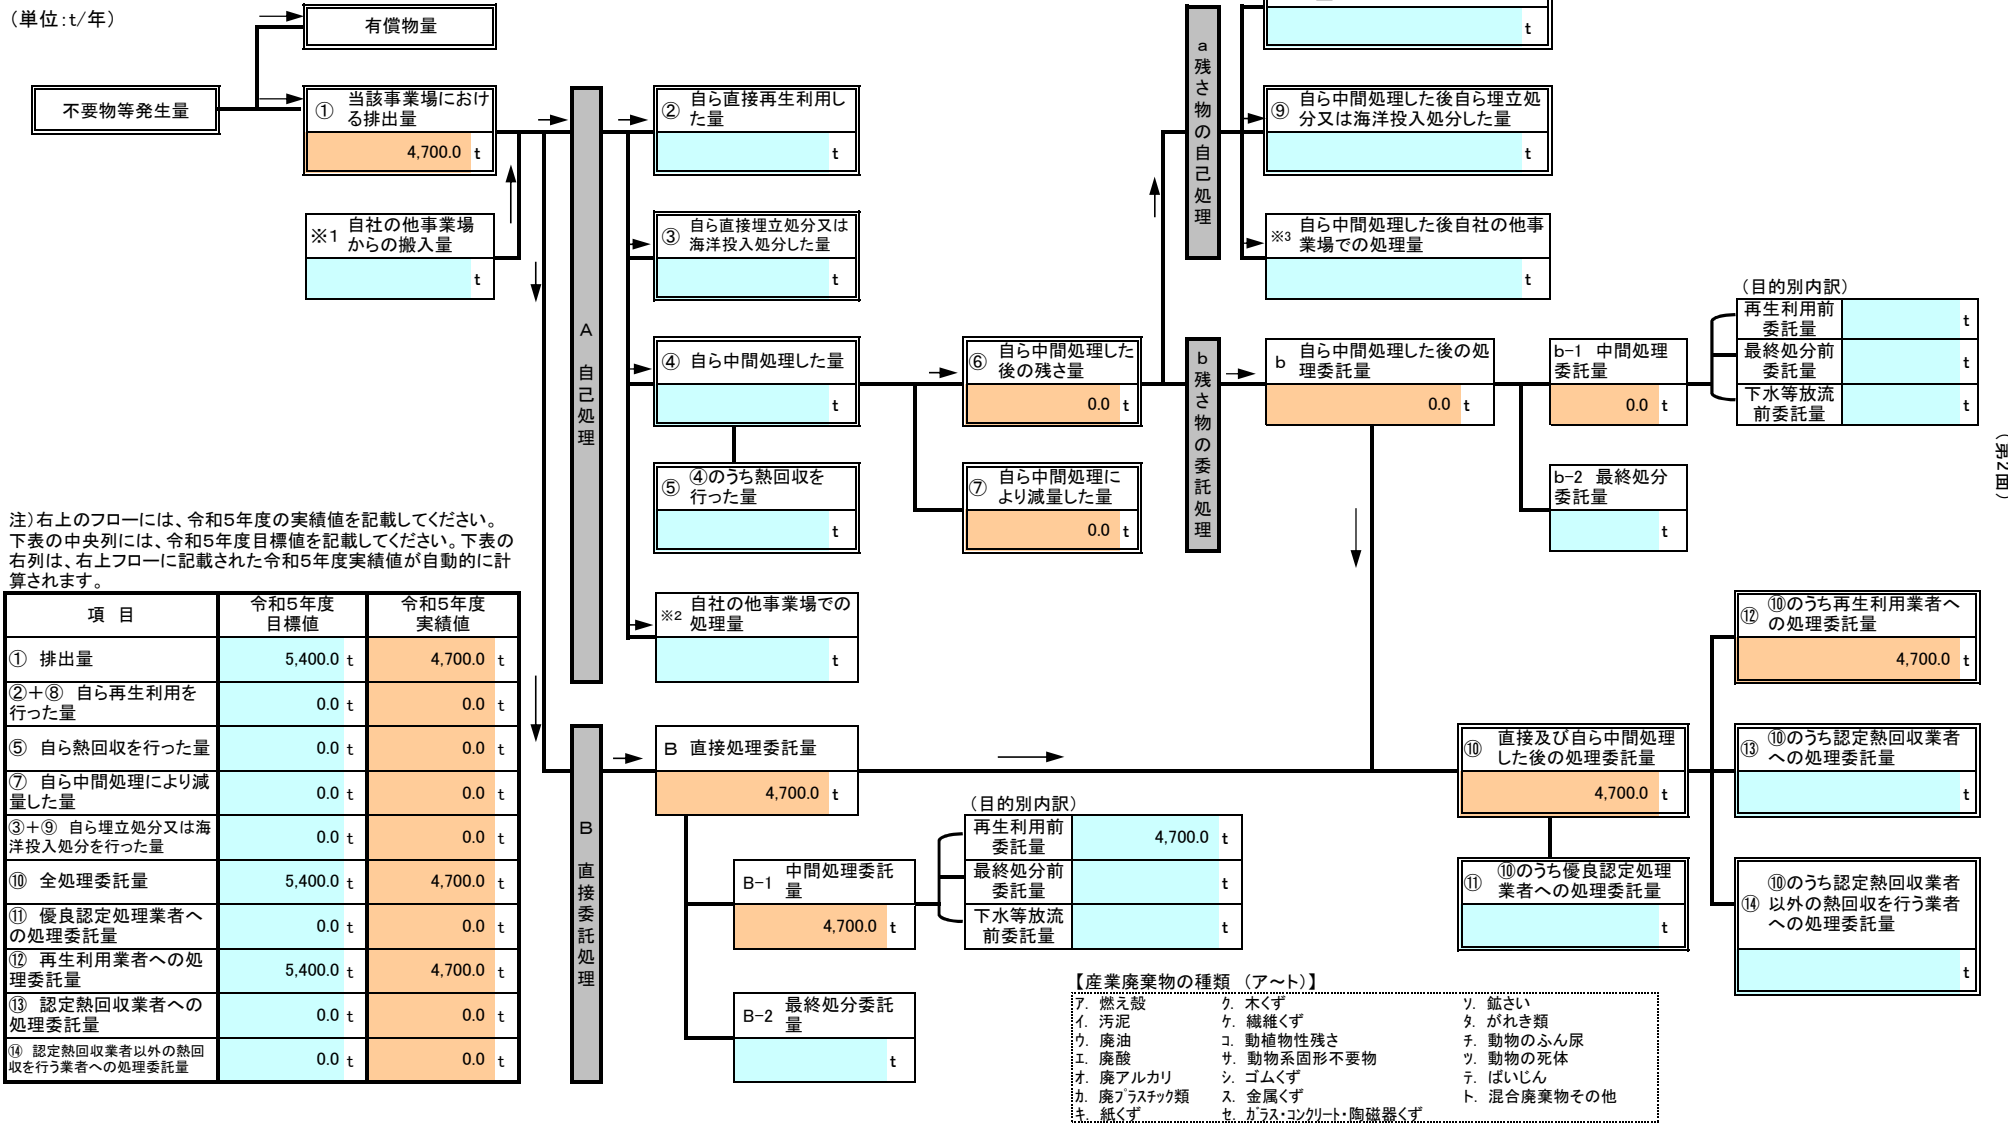 （単位：t/年）
有償物量
不要物等発生量
① 当該事業場におけ
る排出量
4,700.0 t
※1 自社の他事業場
からの搬入量
t
A 自己処理
② 自ら直接再生利用し
た量
t
③ 自ら直接埋立処分又は
海洋投入処分した量
t
④ 自ら中間処理した量
t
⑤ ④のうち熱回収を
行った量
t
※2 自社の他事業場での
処理量
t
⑥ 自ら中間処理した
後の残さ量
0.0 t
⑦ 自ら中間処理に
より減量した量
0.0 t
a 残さ物の自己処理
t
⑨ 自ら中間処理した後自ら埋立処
分又は海洋投入処分した量
t
※3 自ら中間処理した後自社の他事
業場での処理量
t
b 残さ物の委託処理
b 自ら中間処理した後の処
理委託量
0.0 t
b-1 中間処理
委託量
0.0 t
b-2 最終処分
委託量
t
（目的別内訳）
再生利用前
委託量 t
最終処分前
委託量 t
下水等放流
前委託量 t
（第2面）
注）右上のフローには、令和5年度の実績値を記載してください。
下表の中央列には、令和5年度目標値を記載してください。下表の
右列は、右上フローに記載された令和5年度実績値が自動的に計
算されます。
項 目 令和5年度 目標値 令和5年度 実績値
① 排出量 5,400.0 t 4,700.0 t
②＋⑧ 自ら再生利用を
行った量 0.0 t 0.0 t
⑤ 自ら熱回収を行った量 0.0 t 0.0 t
⑦ 自ら中間処理により減
量した量 0.0 t 0.0 t
③＋⑨ 自ら埋立処分又は海
洋投入処分を行った量 0.0 t 0.0 t
⑩ 全処理委託量 5,400.0 t 4,700.0 t
⑪ 優良認定処理業者へ
の処理委託量 0.0 t 0.0 t
⑫ 再生利用業者への処
理委託量 5,400.0 t 4,700.0 t
⑬ 認定熱回収業者への
処理委託量 0.0 t 0.0 t
⑭ 認定熱回収業者以外の熱回
収を行う業者への処理委託量 0.0 t 0.0 t
B 直接委託処理
B 直接処理委託量
4,700.0 t
B-1 中間処理委託
量
4,700.0 t
B-2 最終処分委託
量
t
（目的別内訳）
再生利用前
委託量 4,700.0 t
最終処分前
委託量 t
下水等放流
前委託量 t
⑩ 直接及び自ら中間処理
した後の処理委託量
4,700.0 t
⑪ ⑩のうち優良認定処理
業者への処理委託量
t
⑫ ⑩のうち再生利用業者へ
の処理委託量
4,700.0 t
⑬ ⑩のうち認定熱回収業者
への処理委託量
t
⑭ ⑩のうち認定熱回収業者
以外の熱回収を行う業者
への処理委託量
t
【産業廃棄物の種類 （ア～ト）】
ア. 燃え殻 ク. 木くず ソ. 鉱さい
イ. 汚泥 ケ. 繊維くず タ. がれき類
ウ. 廃油 コ. 動植物性残さ チ. 動物のふん尿
エ. 廃酸 サ. 動物系固形不要物 ツ. 動物の死体
オ. 廃アルカリ シ. ゴムくず テ. ばいじん
カ. 廃プラスチック類 ス. 金属くず ト. 混合廃棄物その他
キ. 紙くず セ. ガラス・コンクリート・陶磁器くず